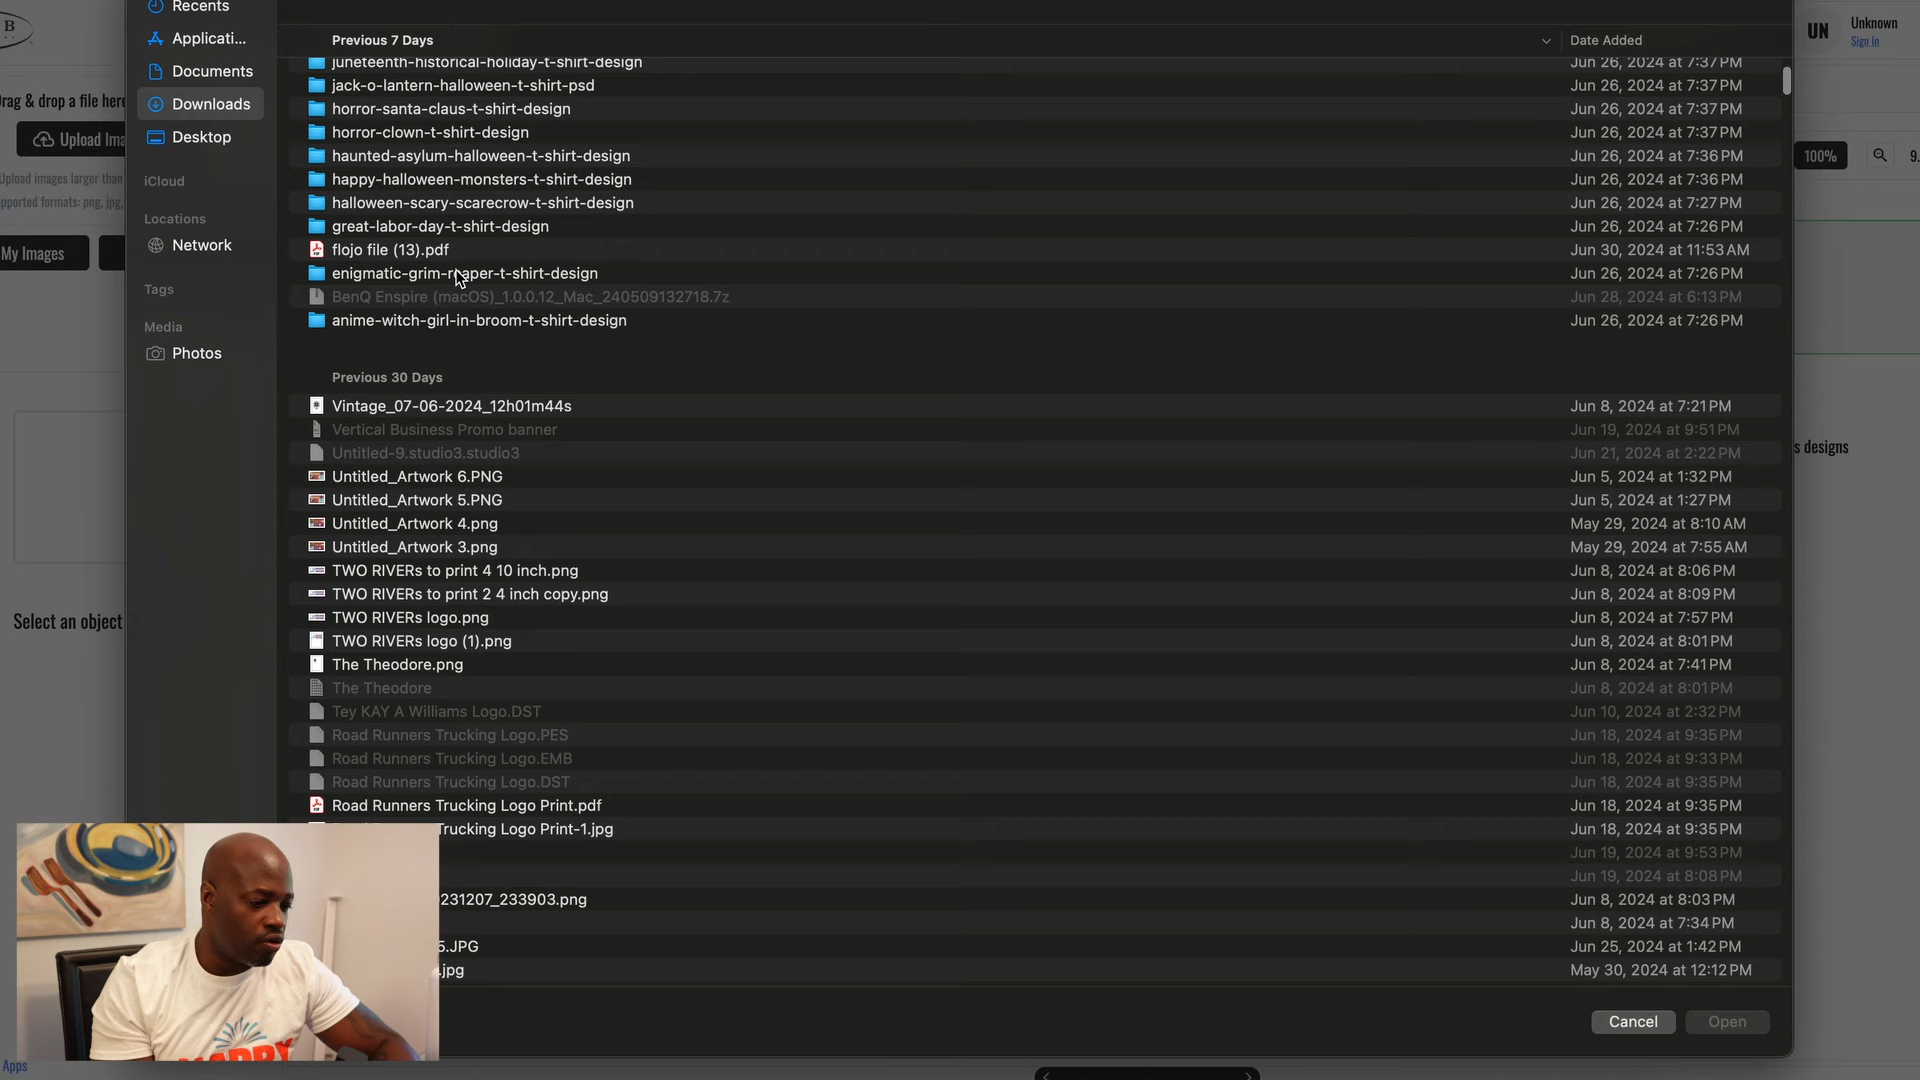 Recents
B
Previous 7 Days
Date Added
UN
Unknown
Sign In
Applicati...
juneteenth-historical-holiday-t-shirt-design
Jun 26, 2024 at 7:37 PM
Documents
jack-o-lantern-halloween-t-shirt-psd
Jun 26, 2024 at 7:37 PM
Drag & drop a file here
Downloads
horror-santa-claus-t-shirt-design
Jun 26, 2024 at 7:37 PM
Upload Ima
Desktop
horror-clown-t-shirt-design
Jun 26, 2024 at 7:37 PM
haunted-asylum-halloween-t-shirt-design
Jun 26, 2024 at 7:36 PM
100%
9.
Upload images larger than
iCloud
happy-halloween-monsters-t-shirt-design
Jun 26, 2024 at 7:36 PM
pported formats: png, jpg,
halloween-scary-scarecrow-t-shirt-design
Jun 26, 2024 at 7:27 PM
Locations
great-labor-day-t-shirt-design
Jun 26, 2024 at 7:26 PM
My Images
Network
flojo file (13).pdf
Jun 30, 2024 at 11:53 AM
enigmatic-grim-reaper-t-shirt-design
Jun 26, 2024 at 7:26 PM
Tags
BenQ Enspire (macOS)_1.0.0.12_Mac_240509132718.7z
Jun 28, 2024 at 6:13 PM
Media
anime-witch-girl-in-broom-t-shirt-design
Jun 26, 2024 at 7:26 PM
Photos
Previous 30 Days
Vintage_07-06-2024_12h01m44s
Jun 8, 2024 at 7:21 PM
Vertical Business Promo banner
Jun 19, 2024 at 9:51 PM
s designs
Untitled-9.studio3.studio3
Jun 21, 2024 at 2:22 PM
Untitled_Artwork 6.PNG
Jun 5, 2024 at 1:32 PM
Untitled_Artwork 5.PNG
Jun 5, 2024 at 1:27 PM
Untitled_Artwork 4.png
May 29, 2024 at 8:10 AM
Untitled_Artwork 3.png
May 29, 2024 at 7:55 AM
TWO RIVERs to print 4 10 inch.png
Jun 8, 2024 at 8:06 PM
TWO RIVERs to print 2 4 inch copy.png
Jun 8, 2024 at 8:09 PM
Select an object
TWO RIVERs logo.png
Jun 8, 2024 at 7:57 PM
TWO RIVERs logo (1).png
Jun 8, 2024 at 8:01 PM
The Theodore.png
Jun 8, 2024 at 7:41 PM
The Theodore
Jun 8, 2024 at 8:01 PM
Tey KAY A Williams Logo.DST
Jun 10, 2024 at 2:32 PM
Road Runners Trucking Logo.PES
Jun 18, 2024 at 9:35 PM
Road Runners Trucking Logo.EMB
Jun 18, 2024 at 9:33 PM
Road Runners Trucking Logo.DST
Jun 18, 2024 at 9:35 PM
Road Runners Trucking Logo Print.pdf
Jun 18, 2024 at 9:35 PM
Trucking Logo Print-1.jpg
Jun 18, 2024 at 9:35 PM
Jun 19, 2024 at 9:53 PM
Jun 19, 2024 at 8:08 PM
231207_233903.png
Jun 8, 2024 at 8:03 PM
Jun 8, 2024 at 7:34 PM
5.JPG
Jun 25, 2024 at 1:42 PM
.jpg
May 30, 2024 at 12:12 PM
HAPPY
Cancel
Open
Apps